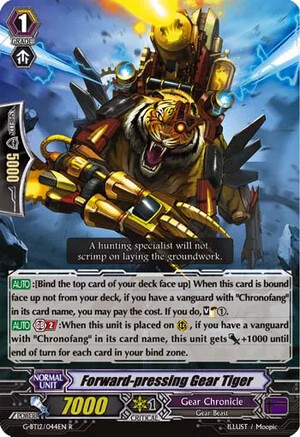 1
GRADE
SHIELD
5000
A hunting specialist will not
scrimp on laying the groundwork.
AUTO:[Bind the top card of your deck face up] When this card is bound
face up not from your deck, if you have a vanguard with "Chronofang"
in its card name, you may pay the cost. If you do, V 1.
AUTO GB 2:When this unit is placed on , if you have a vanguard
with "Chronofang" in its card name, this unit gets +1000 until
end of turn for each card in your bind zone.
NORMAL
UNIT
Forward-pressing Gear Tiger
POWER
7000
1
CRITICAL
Gear Chronicle
Gear Beast
G-BT12/044EN R
ILLUST / Moopic